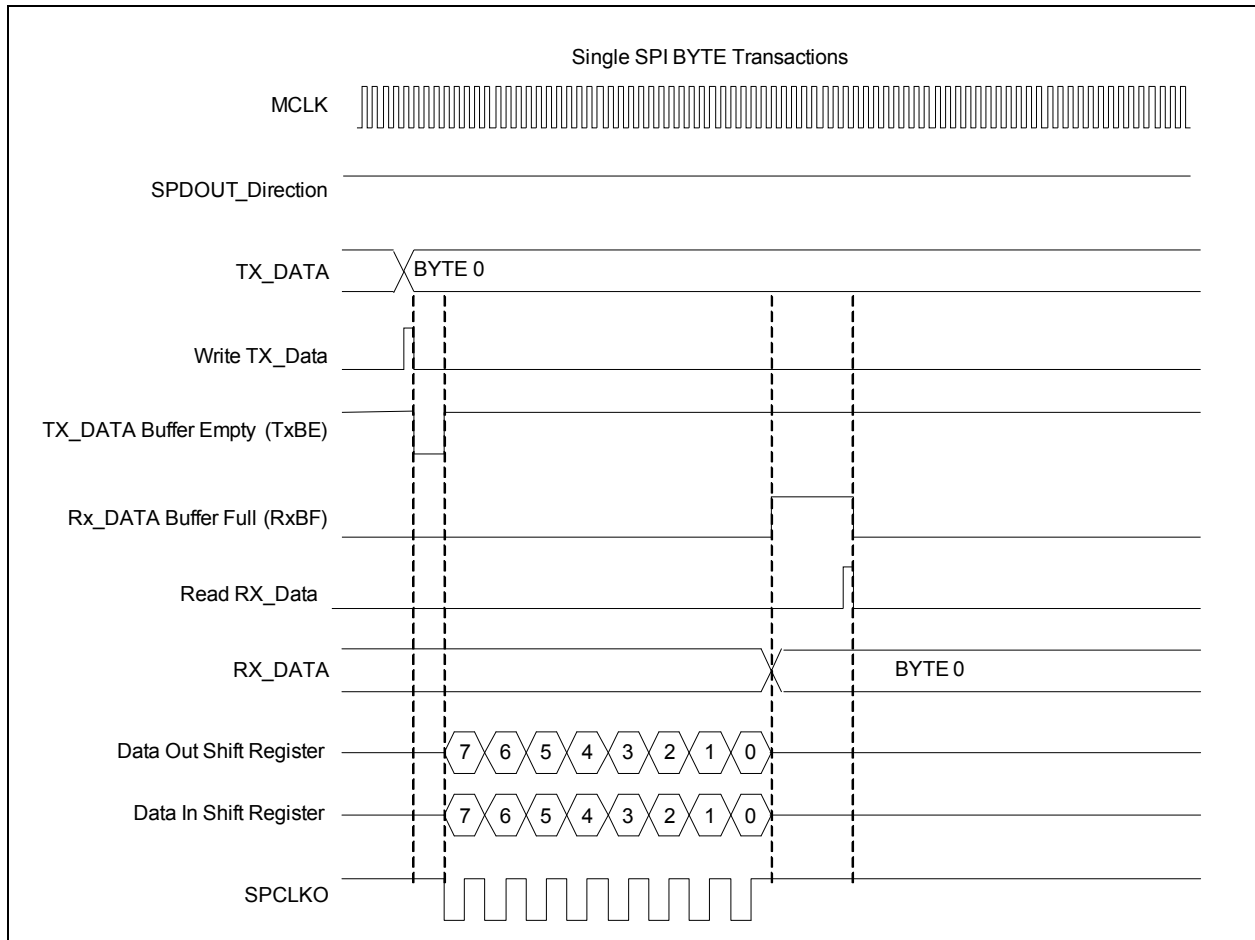 Single SPI BYTE Transactions
MCLK
SPDOUT_Direction
TX_DATA
BYTE 0
Write TX_Data
TX_DATA Buffer Empty (TxBE)
Rx_DATA Buffer Full (RxBF)
Read RX_Data
RX_DATA
BYTE 0
Data Out Shift Register
7 6 5 4 3 2 1 0
Data In Shift Register
7 6 5 4 3 2 1 0
SPCLKO